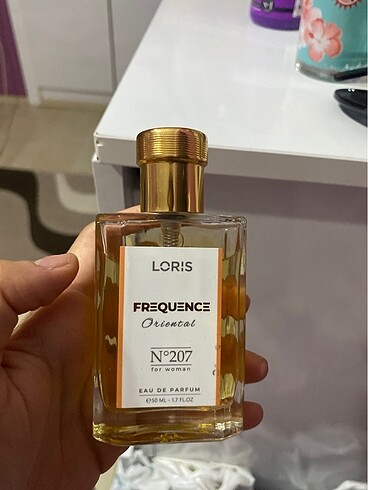 LORIS
FREQUENCE
Oriental
N°207
for woman
EAU DE PARFUM
℮50 ML - 1.7 FL.OZ